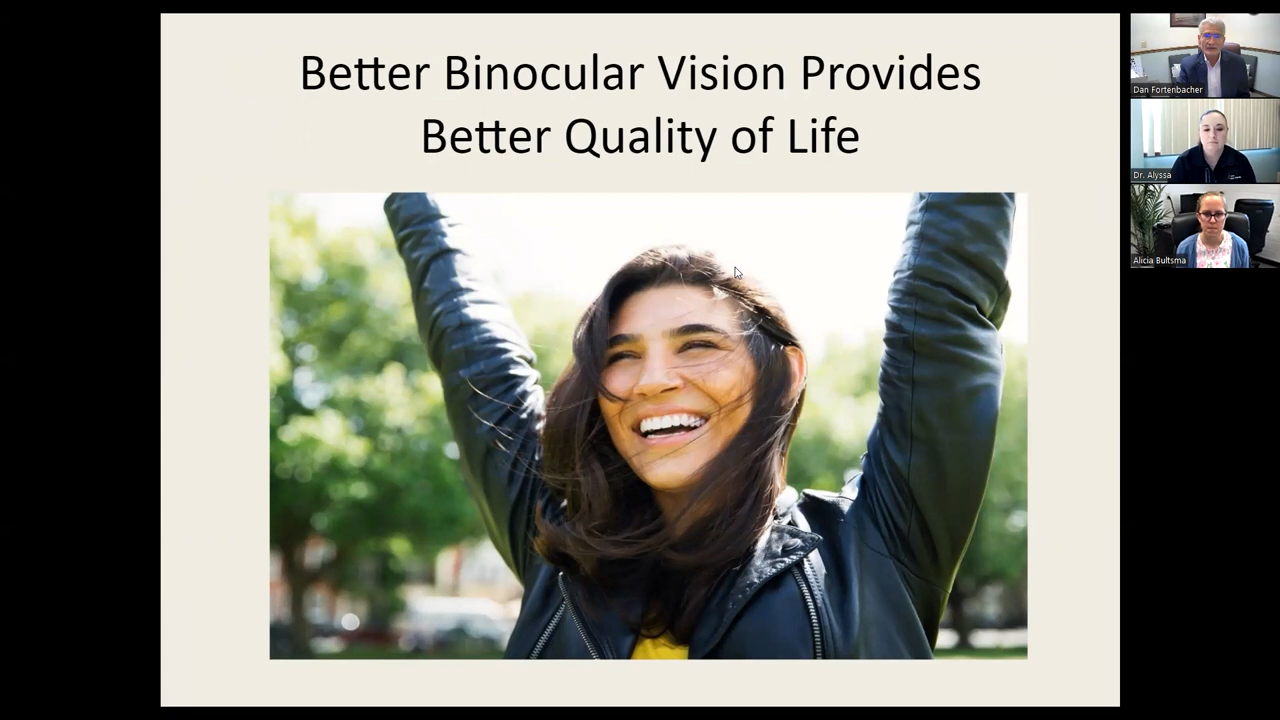 Better Binocular Vision Provides
Better Quality of Life
Dan Fortenbacher
Dr. Alyssa
Alicia Bultsma